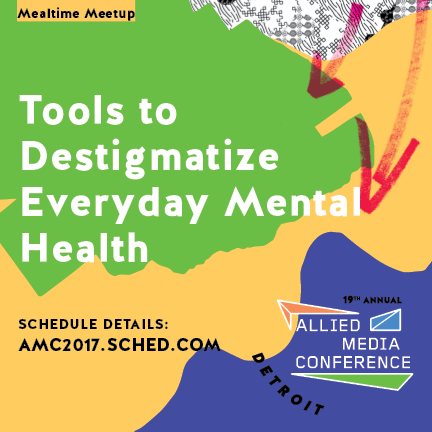 Mealtime Meetup
Tools to
Destigmatize
Everyday Mental
Health
SCHEDULE DETAILS:
AMC2017.SCHED.COM
19TH ANNUAL
ALLIED
MEDIA
CONFERENCE
DETROIT